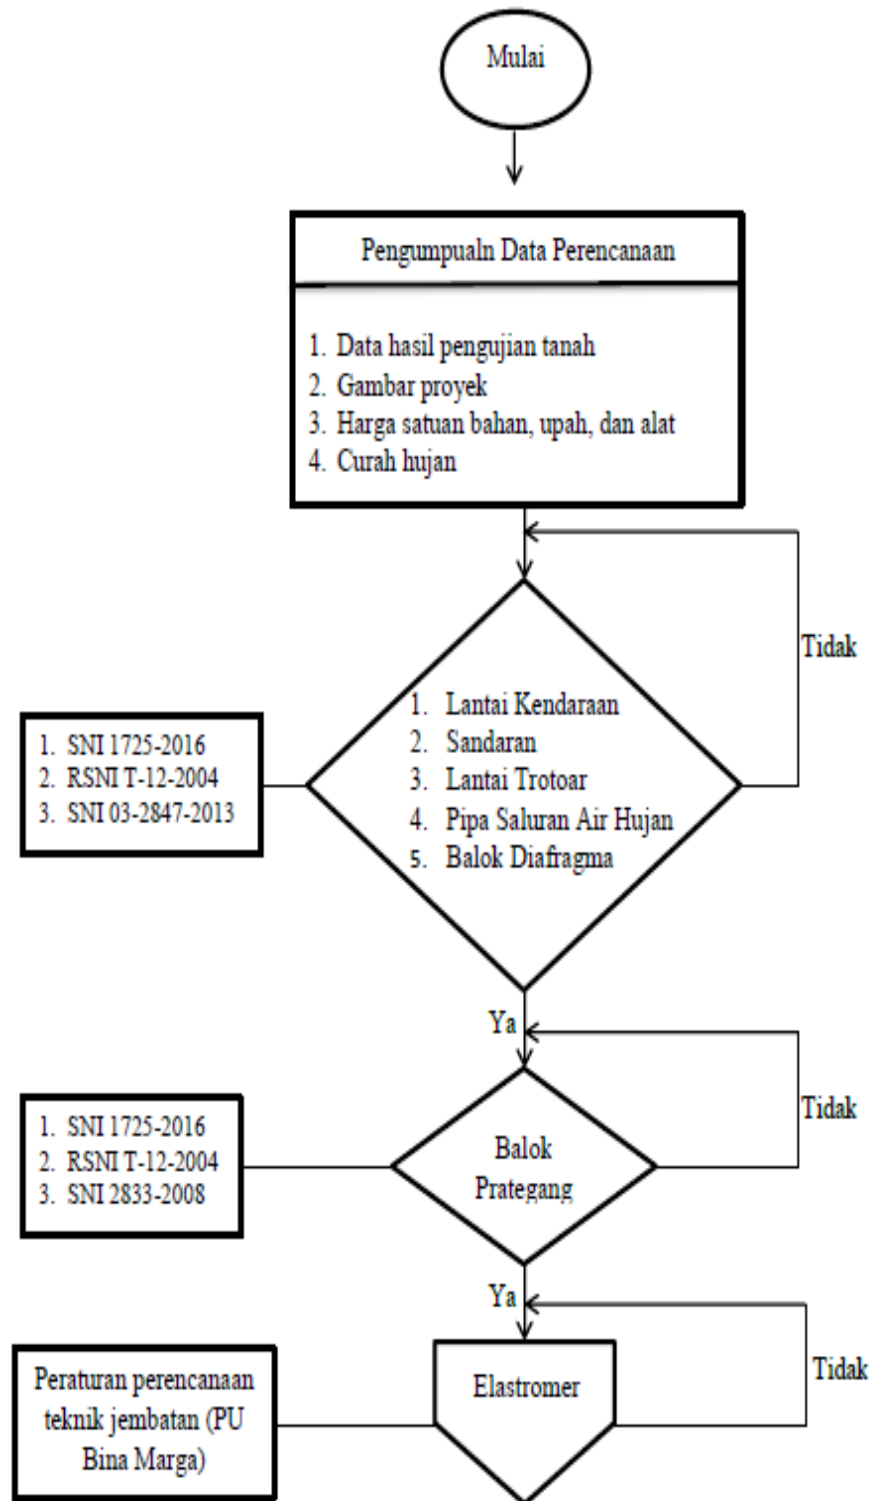 Mulai
Pengumpualn Data Perencanaan
1. Data hasil pengujian tanah
2. Gambar proyek
3. Harga satuan bahan, upah, dan alat
4. Curah hujan
Tidak
1. Lantai Kendaraan
2. Sandaran
3. Lantai Trotoar
4. Pipa Saluran Air Hujan
5. Balok Diafragma
1. SNI 1725-2016
2. RSNI T-12-2004
3. SNI 03-2847-2013
Ya
Tidak
1. SNI 1725-2016
2. RSNI T-12-2004
3. SNI 2833-2008
Balok
Prategang
Ya
Tidak
Peraturan perencanaan
teknik jembatan (PU
Bina Marga)
Elastromer